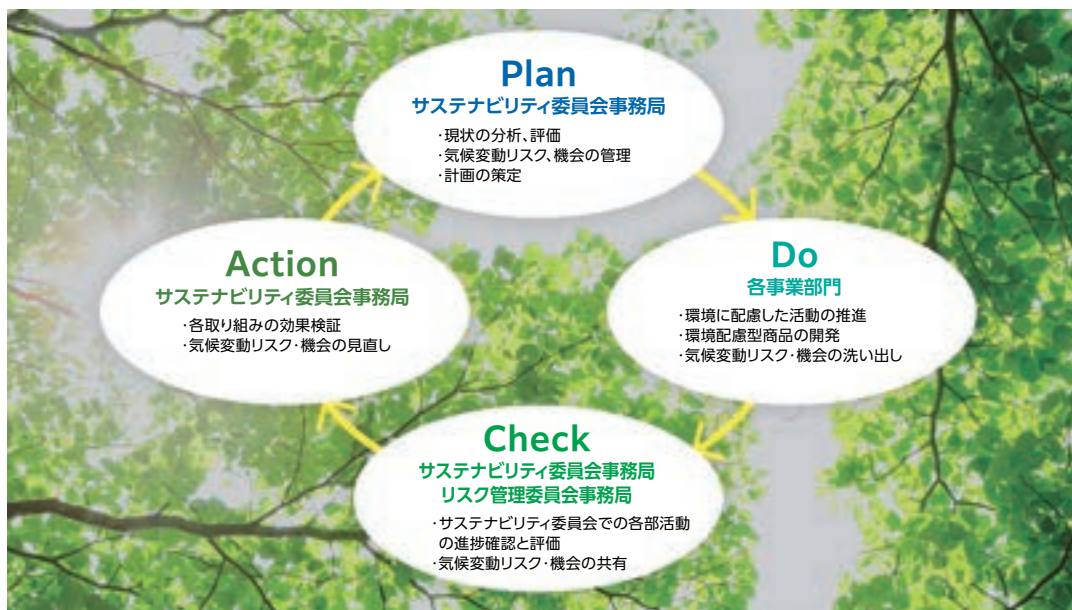 Plan
サステナビリティ委員会事務局
・現状の分析、評価
・気候変動リスク、機会の管理
・計画の策定
Do
各事業部門
・環境に配慮した活動の推進
・環境配慮型商品の開発
・気候変動リスク・機会の洗い出し
Check
サステナビリティ委員会事務局
リスク管理委員会事務局
・サステナビリティ委員会での各部活動
の進捗確認と評価
・気候変動リスク・機会の共有
Action
サステナビリティ委員会事務局
・各取り組みの効果検証
・気候変動リスク・機会の見直し